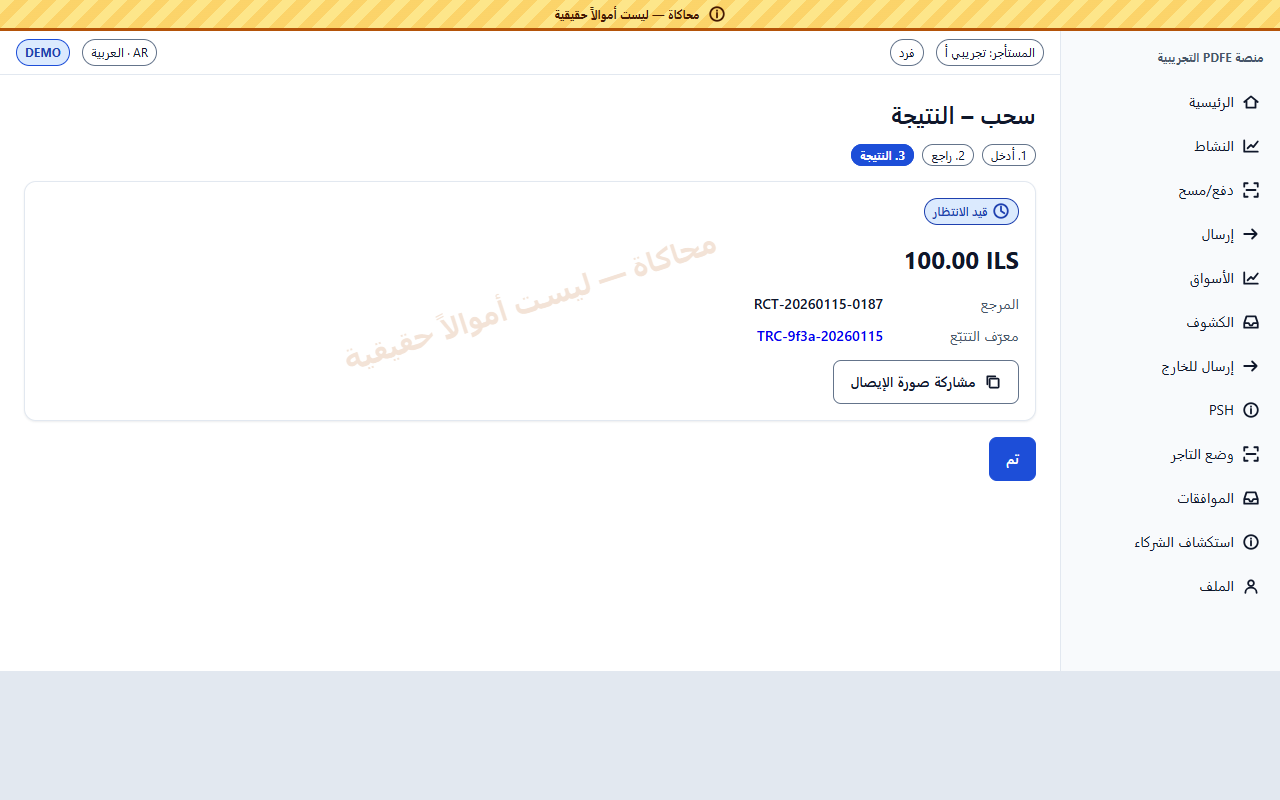 محاكاة — ليست أموالاً حقيقية
منصة PDFE التجريبية
الرئيسية
النشاط
دفع/مسح
إرسال
الأسواق
الكشوف
إرسال للخارج
PSH
وضع التاجر
الموافقات
استكشاف الشركاء
الملف
المستأجر: تجريبي أ
فرد
AR · العربية
DEMO
سحب – النتيجة
1. أدخل
2. راجع
3. النتيجة
قيد الانتظار
100.00 ILS
المرجع RCT-20260115-0187
معرّف التتبّع TRC-9f3a-20260115
مشاركة صورة الإيصال
محاكاة — ليست أموالاً حقيقية
تم